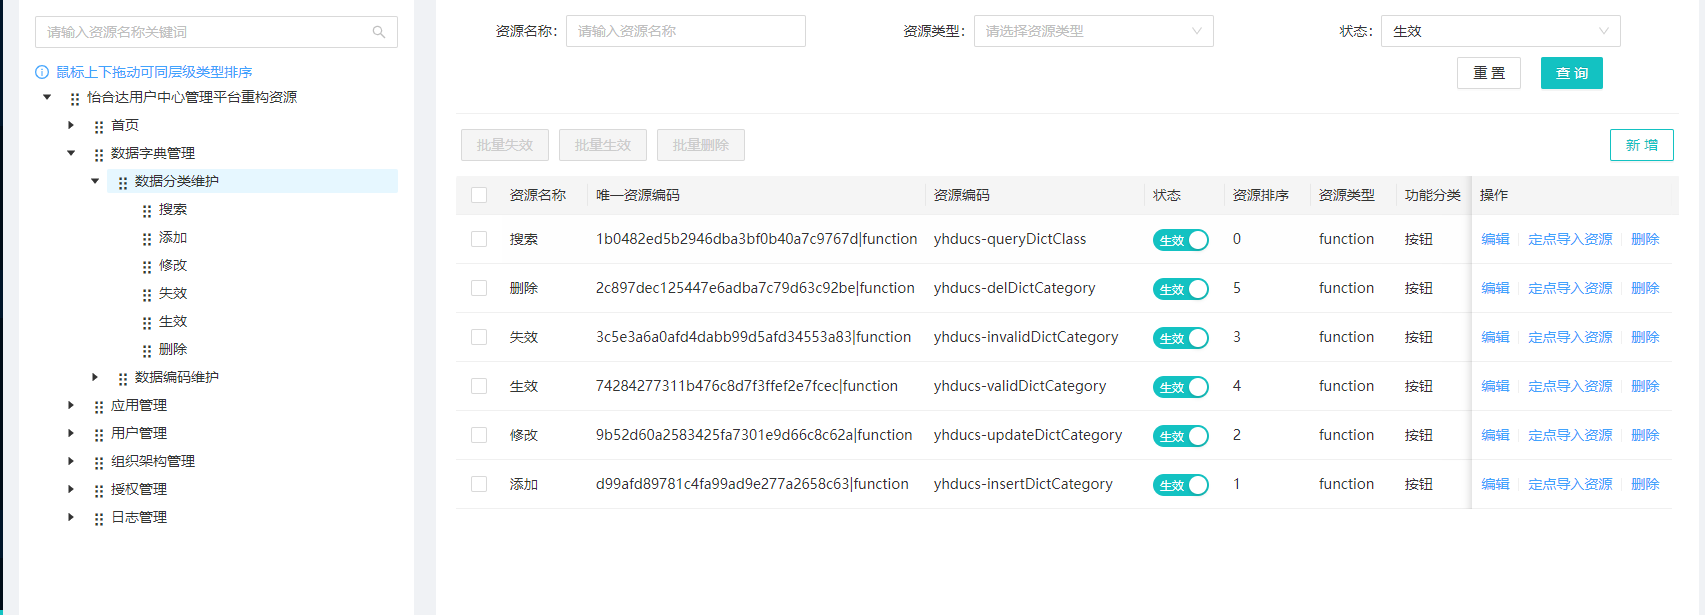 请输入资源名称关键词
鼠标上下拖动可同层级类型排序
怡合达用户中心管理平台重构资源
首页
数据字典管理
数据分类维护
搜索
添加
修改
失效
生效
删除
数据编码维护
应用管理
用户管理
组织架构管理
授权管理
日志管理
资源名称: 请输入资源名称 资源类型: 请选择资源类型 状态: 生效
重 置 查 询
批量失效 批量生效 批量删除 新 增
资源名称 唯一资源编码 资源编码 状态 资源排序 资源类型 功能分类 操作
搜索 1b0482ed5b2946dba3bf0b40a7c9767d|function yhducs-queryDictClass 生效 0 function 按钮 编辑 定点导入资源 删除
删除 2c897dec125447e6adba7c79d63c92be|function yhducs-delDictCategory 生效 5 function 按钮 编辑 定点导入资源 删除
失效 3c5e3a6a0afd4dabb99d5afd34553a83|function yhducs-invalidDictCategory 生效 3 function 按钮 编辑 定点导入资源 删除
生效 74284277311b476c8d7f3ffef2e7fcec|function yhducs-validDictCategory 生效 4 function 按钮 编辑 定点导入资源 删除
修改 9b52d60a2583425fa7301e9d66c8c62a|function yhducs-updateDictCategory 生效 2 function 按钮 编辑 定点导入资源 删除
添加 d99afd89781c4fa99ad9e277a2658c63|function yhducs-insertDictCategory 生效 1 function 按钮 编辑 定点导入资源 删除